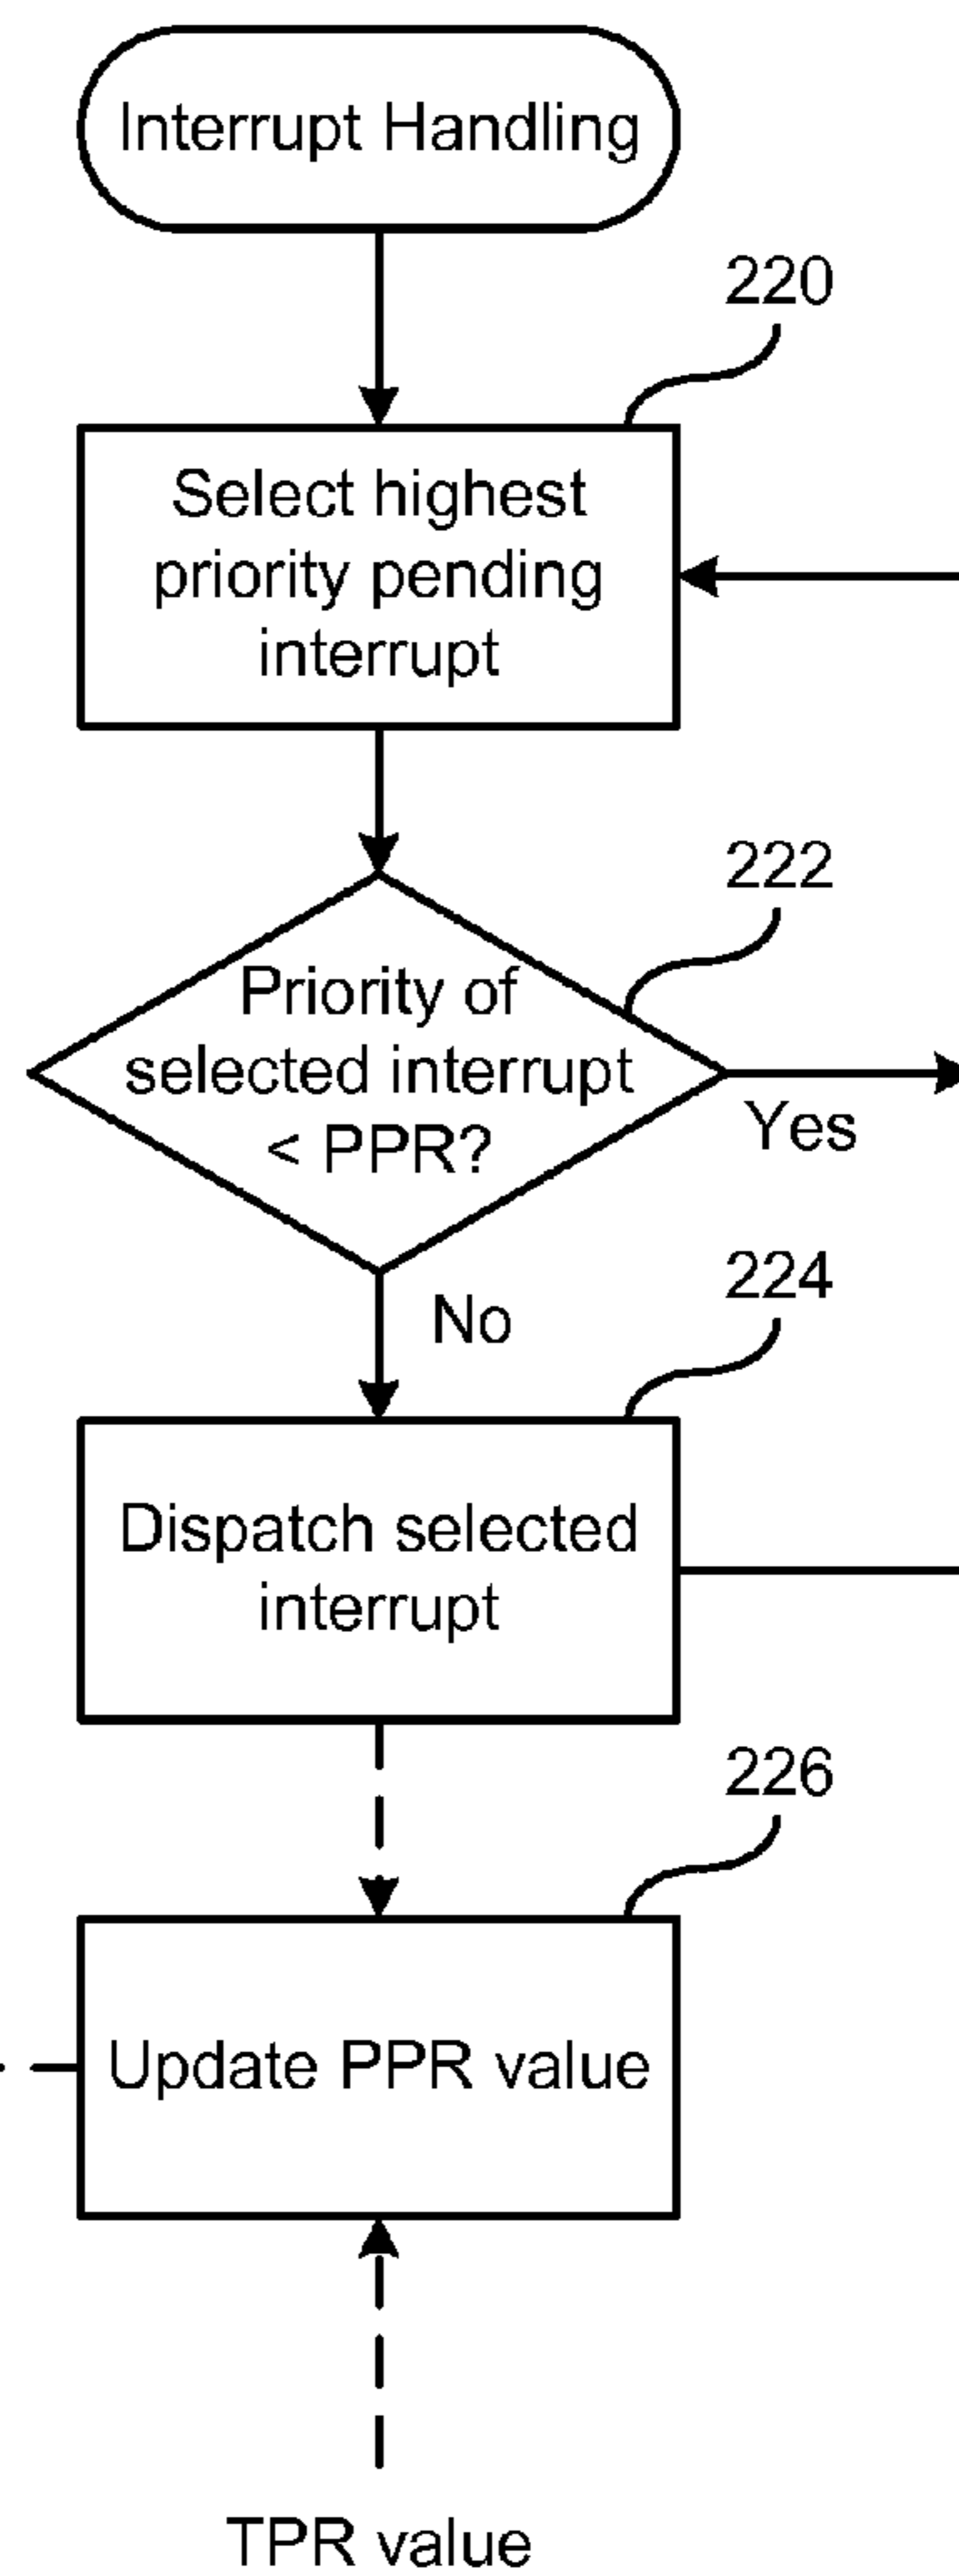 Interrupt Handling
220
Select highest
priority pending
interrupt
222
Priority of
selected interrupt
< PPR?
Yes
No
224
Dispatch selected
interrupt
226
Update PPR value
TPR value